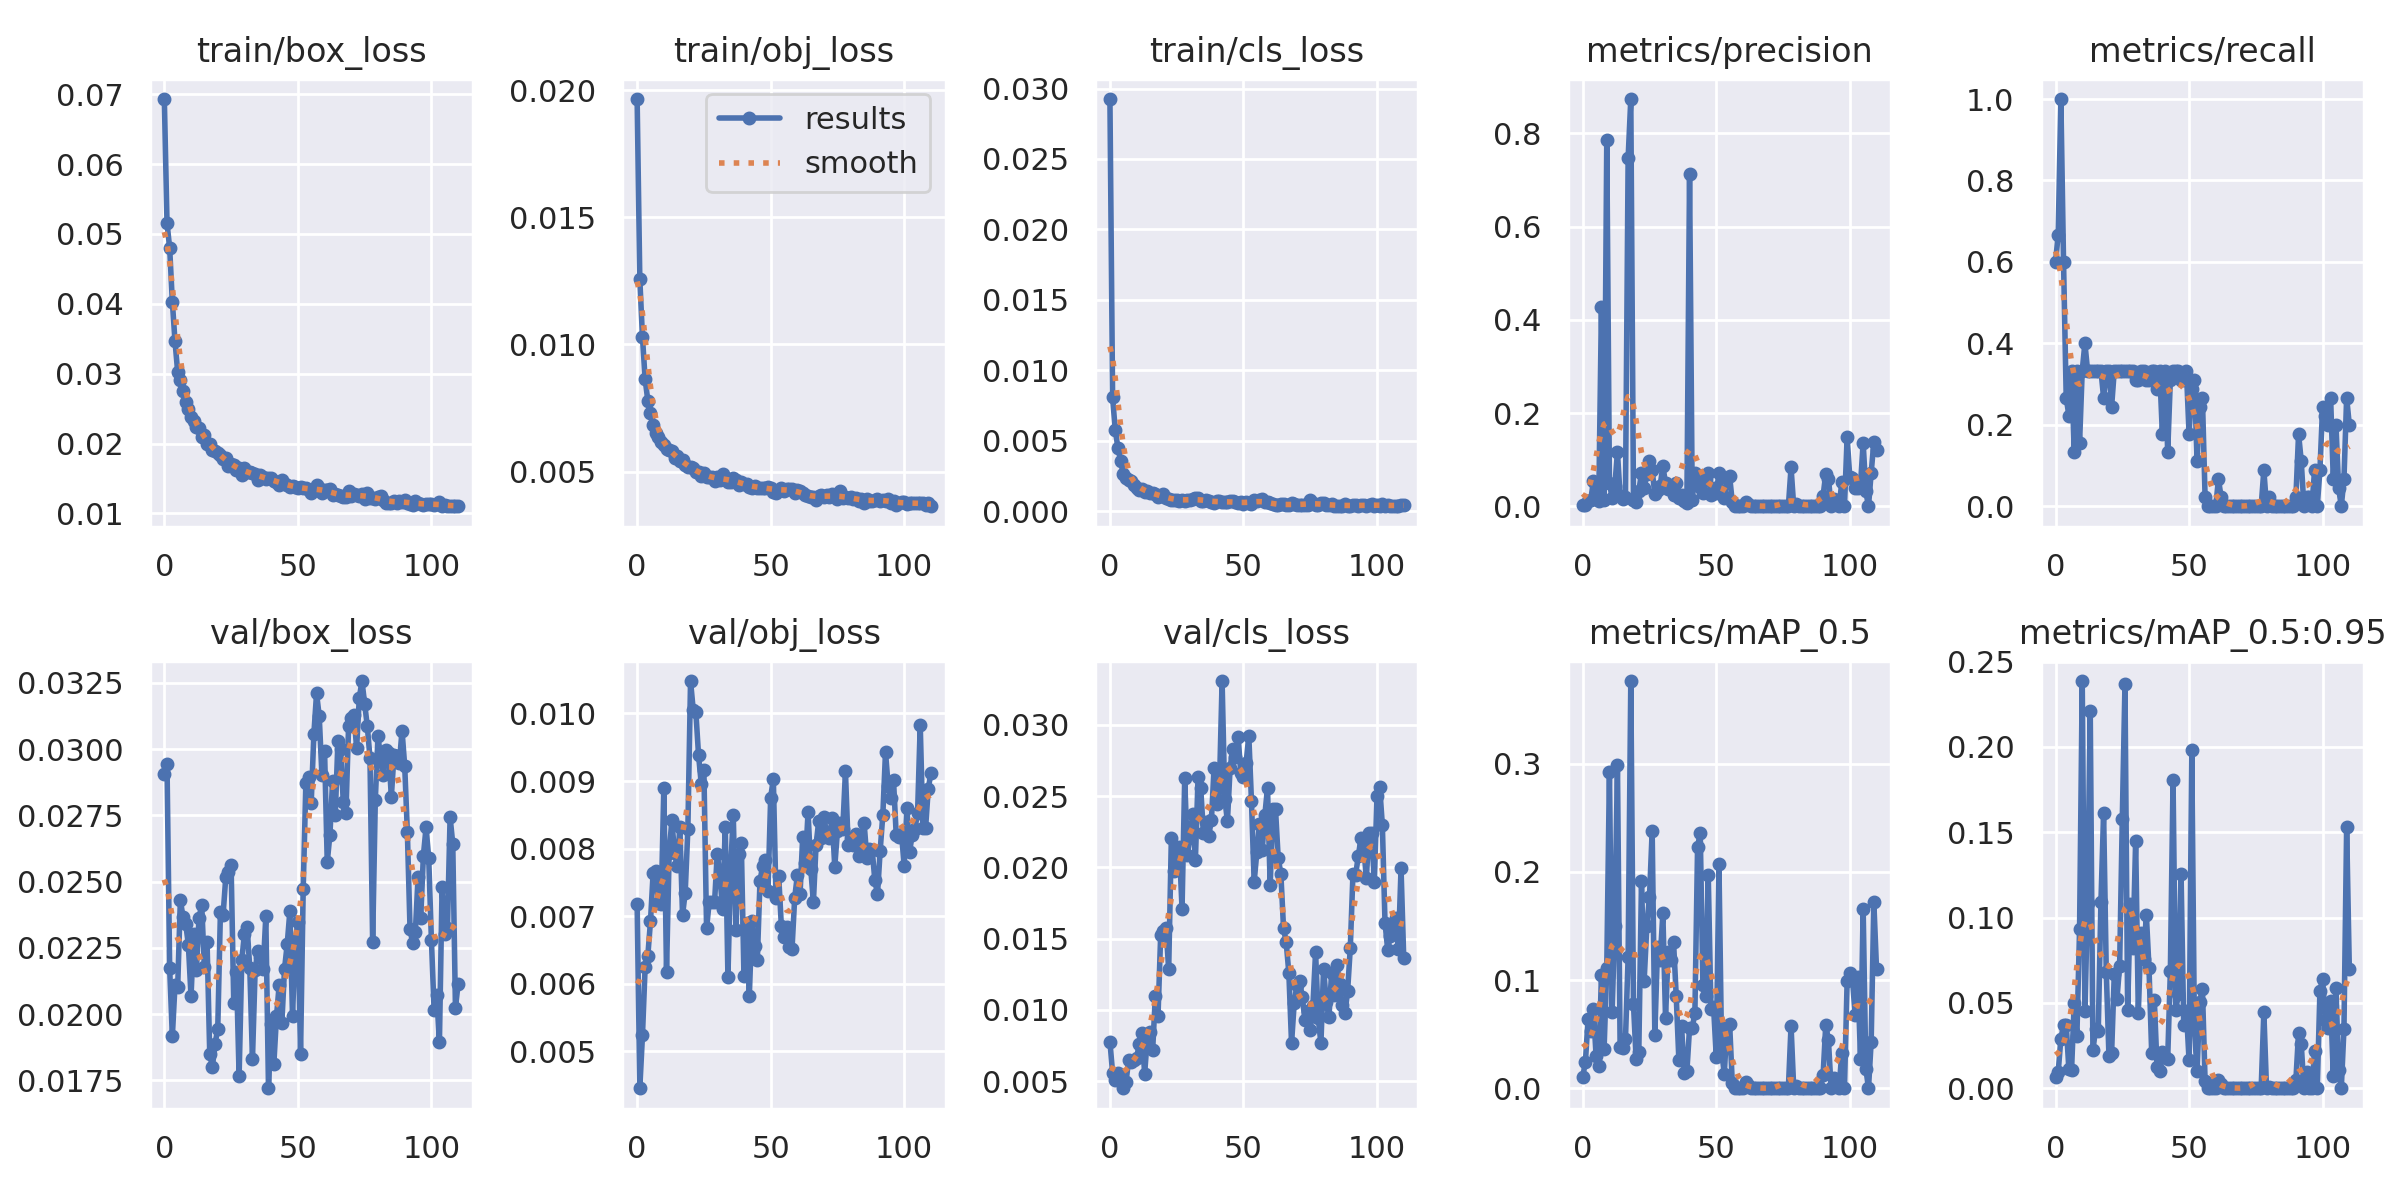 train/box_loss
0.07
0.06
0.05
0.04
0.03
0.02
0.01
0 50 100
train/obj_loss
results
smooth
0.020
0.015
0.010
0.005
0 50 100
train/cls_loss
0.030
0.025
0.020
0.015
0.010
0.005
0.000
0 50 100
metrics/precision
0.8
0.6
0.4
0.2
0.0
0 50 100
metrics/recall
1.0
0.8
0.6
0.4
0.2
0.0
0 50 100
val/box_loss
0.0325
0.0300
0.0275
0.0250
0.0225
0.0200
0.0175
0 50 100
val/obj_loss
0.010
0.009
0.008
0.007
0.006
0.005
0 50 100
val/cls_loss
0.030
0.025
0.020
0.015
0.010
0.005
0 50 100
metrics/mAP_0.5
0.3
0.2
0.1
0.0
0 50 100
metrics/mAP_0.5:0.95
0.25
0.20
0.15
0.10
0.05
0.00
0 50 100